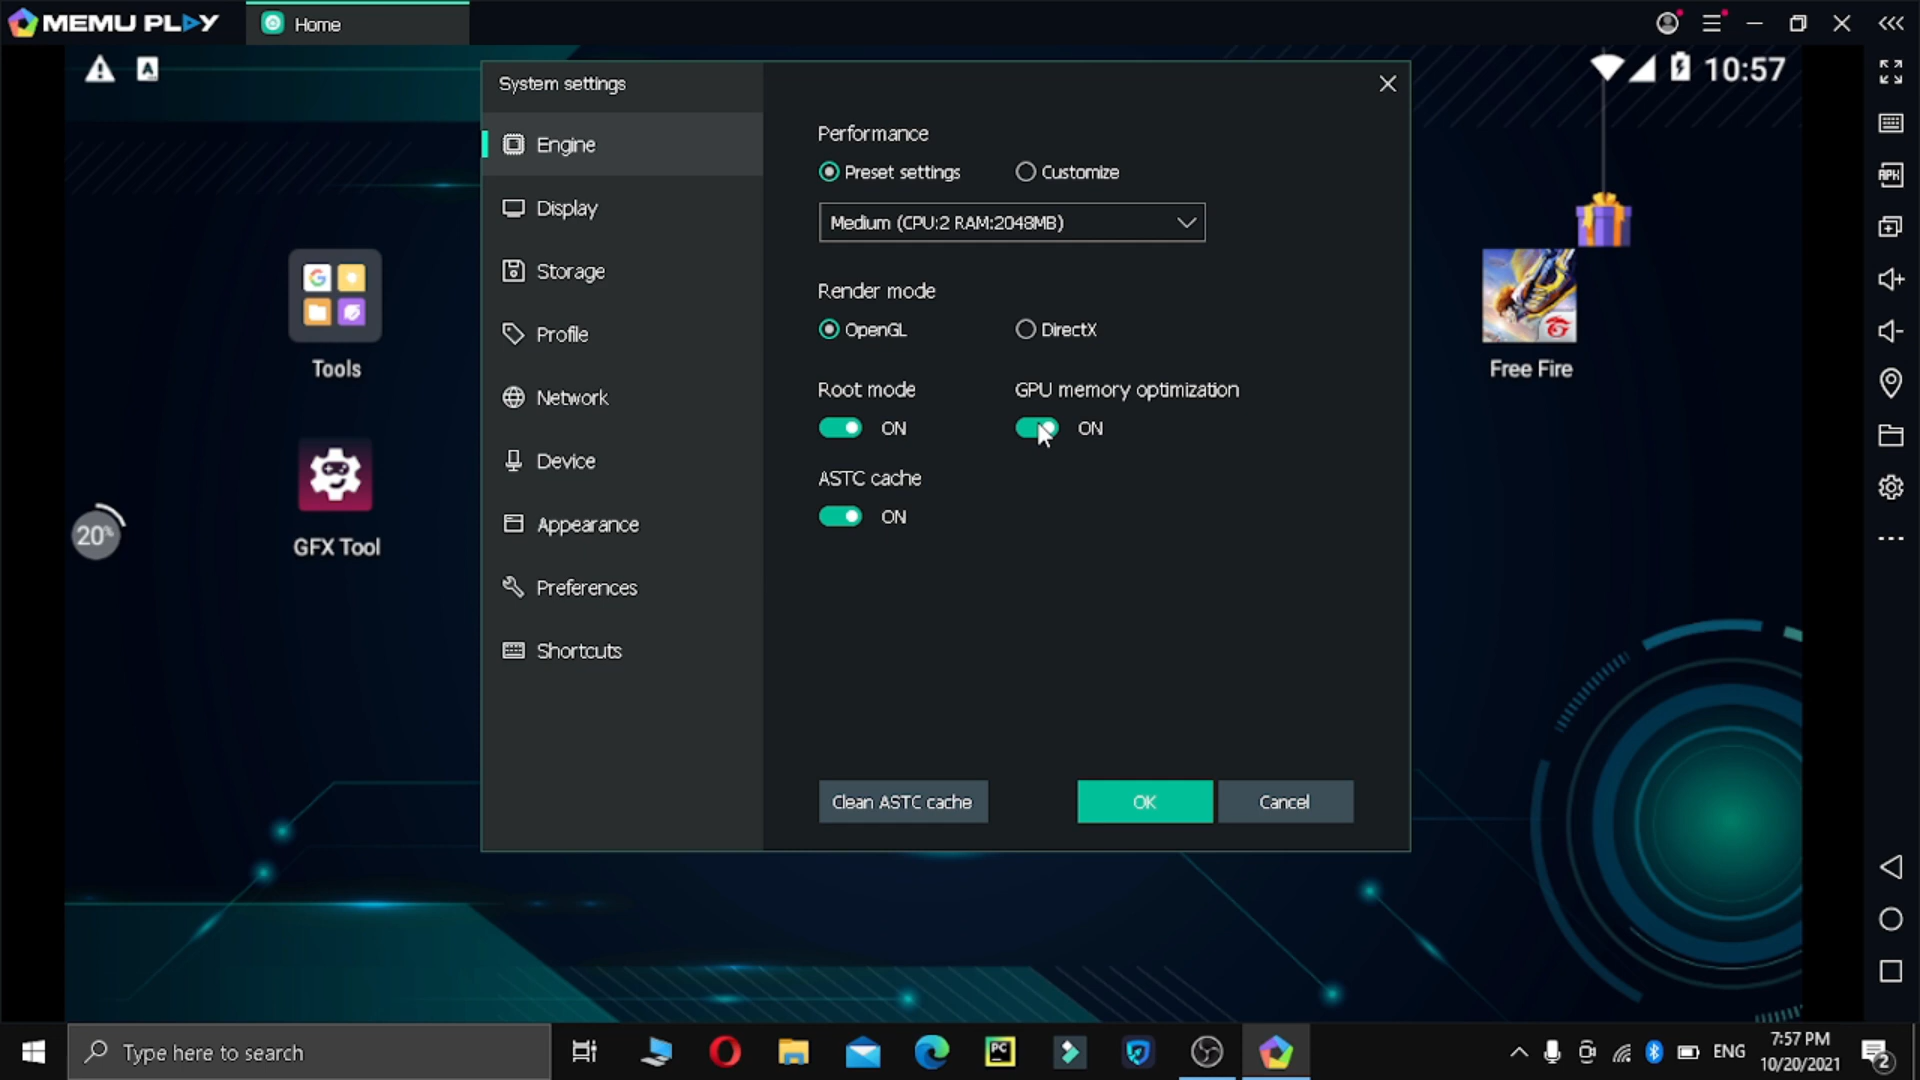 MEMU PLAY
Home
10:57
System settings
Engine
Display
Storage
Profile
Network
Device
Appearance
Preferences
Shortcuts
Performance
Preset settings
Customize
Medium (CPU:2 RAM:2048MB)
Render mode
OpenGL
DirectX
Root mode
GPU memory optimization
ON
ON
ASTC cache
ON
Clean ASTC cache
OK
Cancel
Tools
GFX Tool
20%
Free Fire
APK
A
G
Type here to search
PC
ENG
7:57 PM
10/20/2021
2